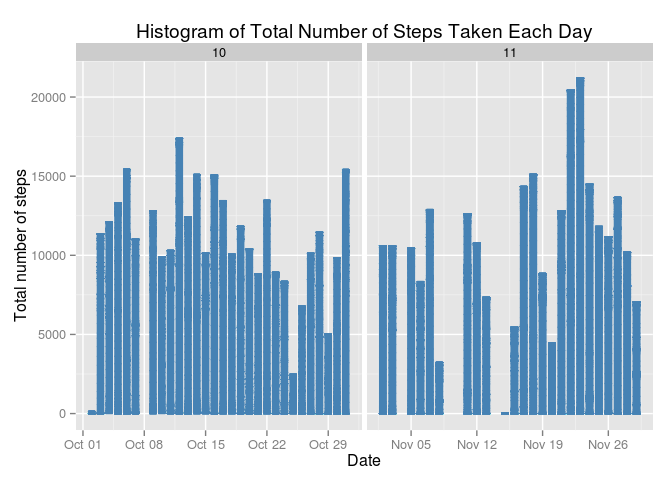 Histogram of Total Number of Steps Taken Each Day
10 11
20000
15000
10000
5000
0
Total number of steps
Oct 01 Oct 08 Oct 15 Oct 22 Oct 29 Nov 05 Nov 12 Nov 19 Nov 26
Date